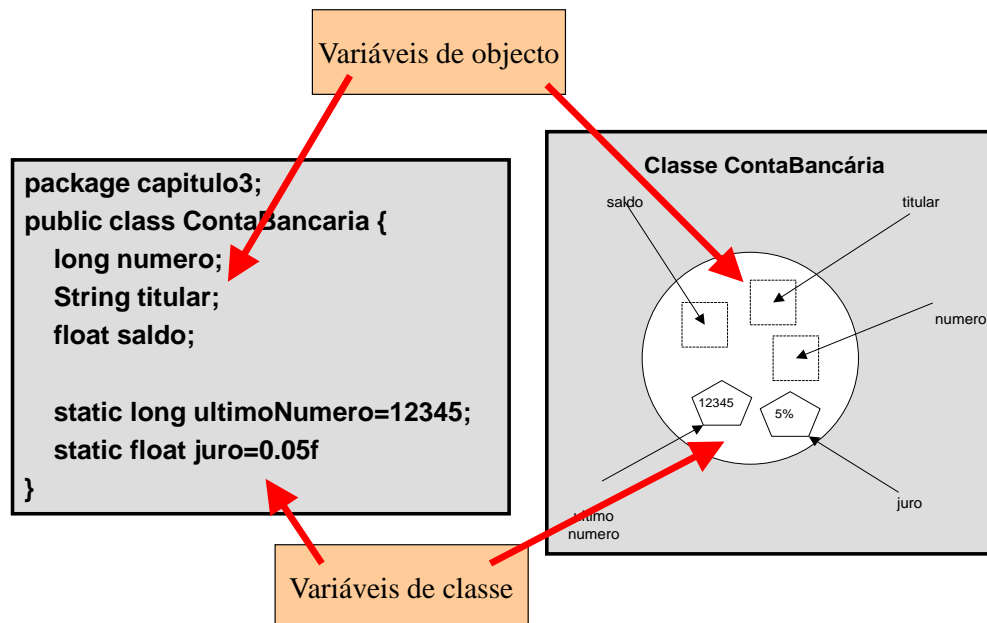 Variáveis de objecto
package capitulo3;
public class ContaBancaria {
long numero;
String titular;
float saldo;
static long ultimoNumero=12345;
static float juro=0.05f
}
Classe ContaBancária
saldo
titular
numero
12345
5%
ultimo
numero
juro
Variáveis de classe